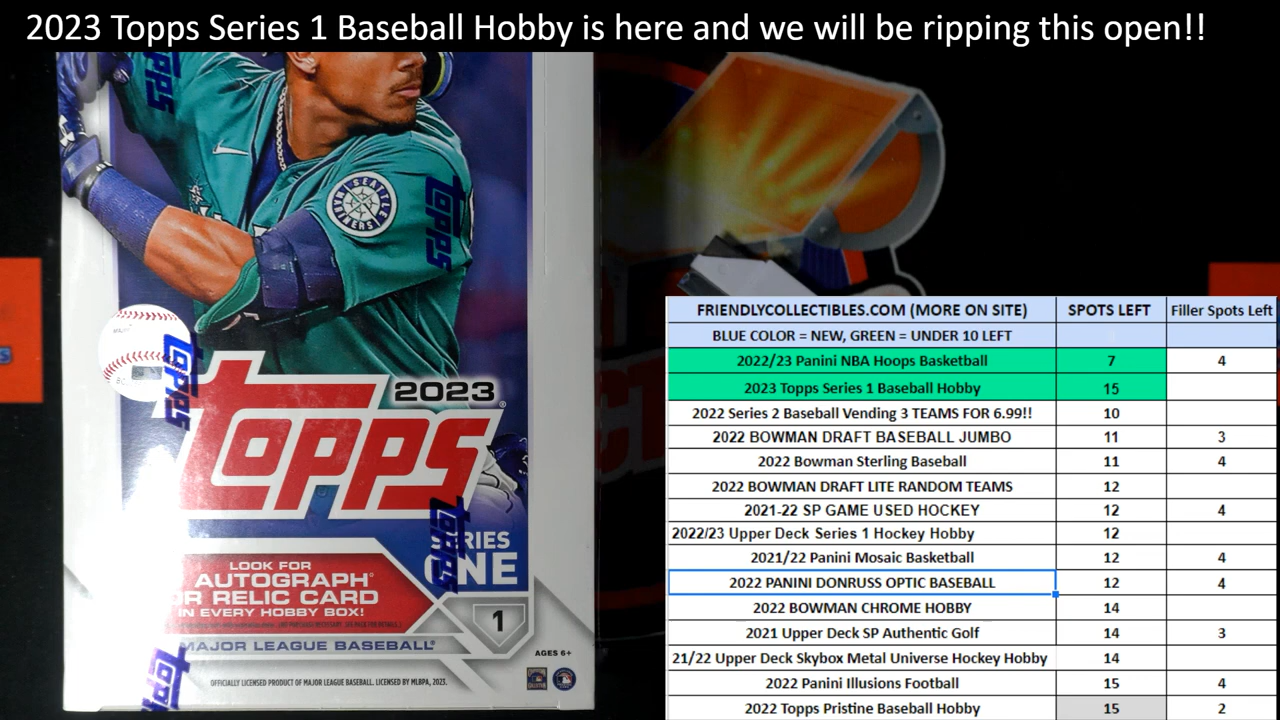 2023 Topps Series 1 Baseball Hobby is here and we will be ripping this open!!
Topps
SEATTLE
MARINERS
Topps
Topps
2023
Topps
Topps
SERIES
ONE
LOOK FOR
AUTOGRAPH
OR RELIC CARD
IN EVERY HOBBY BOX!
1
MAJOR LEAGUE BASEBALL
AGES 6+
Topps
OFFICIALLY LICENSED PRODUCT OF MAJOR LEAGUE BASEBALL. LICENSED BY MLBPA, 2023.
FRIENDLYCOLLECTIBLES.COM (MORE ON SITE) SPOTS LEFT Filler Spots Left
BLUE COLOR = NEW, GREEN = UNDER 10 LEFT
2022/23 Panini NBA Hoops Basketball 7 4
2023 Topps Series 1 Baseball Hobby 15
2022 Series 2 Baseball Vending 3 TEAMS FOR 6.99!! 10
2022 BOWMAN DRAFT BASEBALL JUMBO 11 3
2022 Bowman Sterling Baseball 11 4
2022 BOWMAN DRAFT LITE RANDOM TEAMS 12
2021-22 SP GAME USED HOCKEY 12 4
2022/23 Upper Deck Series 1 Hockey Hobby 12
2021/22 Panini Mosaic Basketball 12 4
2022 PANINI DONRUSS OPTIC BASEBALL 12 4
2022 BOWMAN CHROME HOBBY 14
2021 Upper Deck SP Authentic Golf 14 3
21/22 Upper Deck Skybox Metal Universe Hockey Hobby 14
2022 Panini Illusions Football 15 4
2022 Topps Pristine Baseball Hobby 15 2